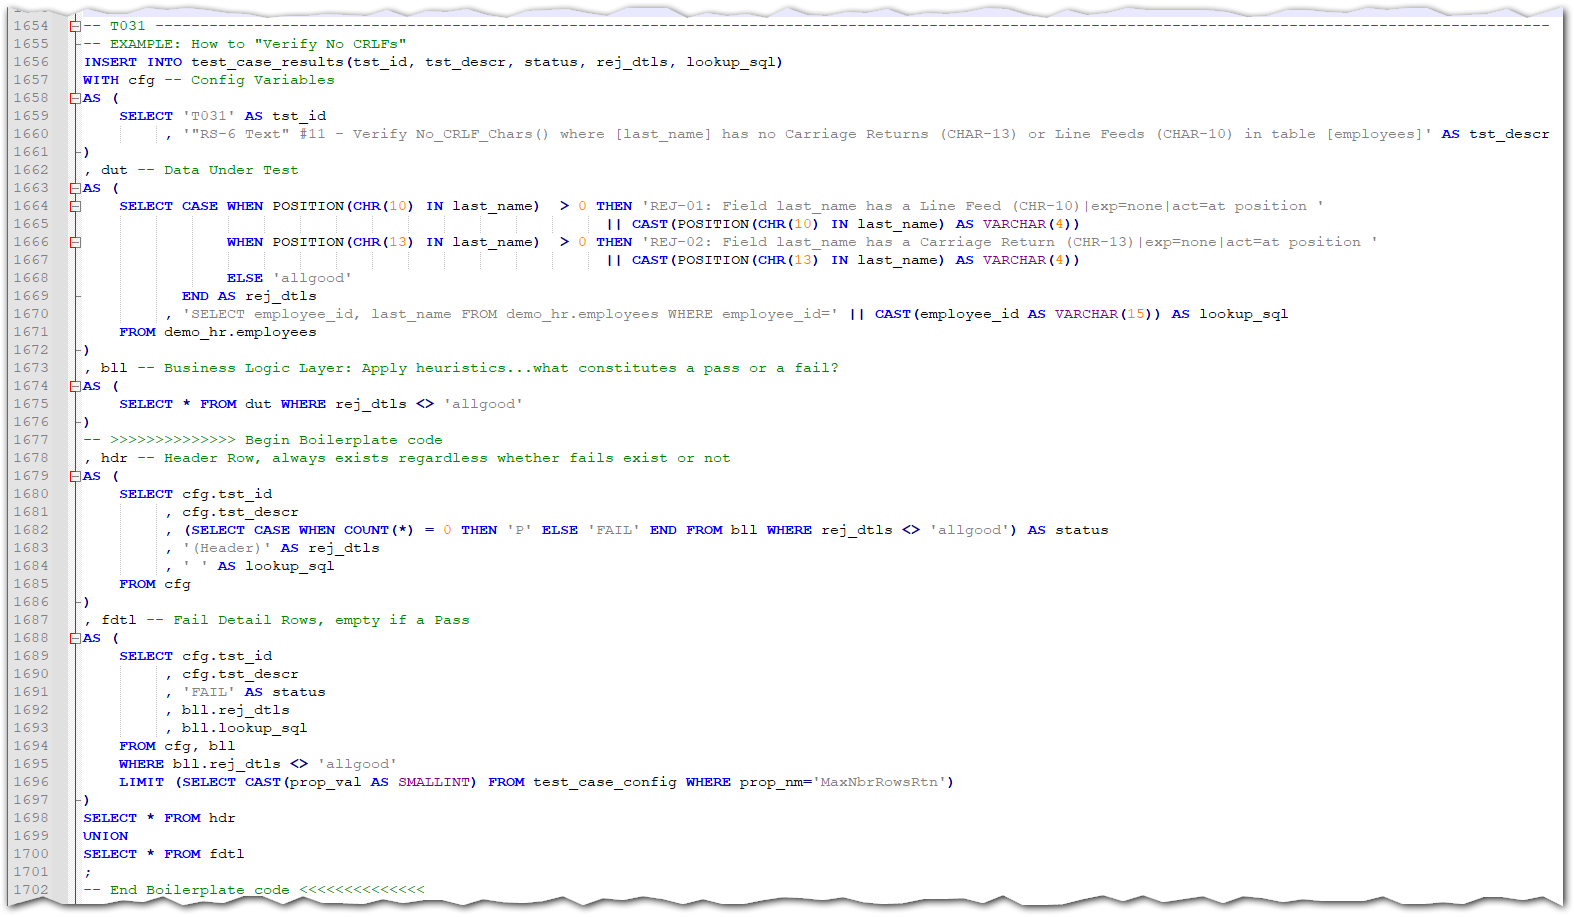 1654 -- T031 ------------------------------------------------------------------------------------------------------------------------------------------------------------
1655 -- EXAMPLE: How to "Verify No CRLFs"
1656 INSERT INTO test_case_results(tst_id, tst_descr, status, rej_dtls, lookup_sql)
1657 WITH cfg -- Config Variables
1658 AS (
1659     SELECT 'T031' AS tst_id
1660          , '"RS-6 Text" #11 - Verify No_CRLF_Chars() where [last_name] has no Carriage Returns (CHAR-13) or Line Feeds (CHAR-10) in table [employees]' AS tst_descr
1661 )
1662 , dut -- Data Under Test
1663 AS (
1664     SELECT CASE WHEN POSITION(CHR(10) IN last_name)  > 0 THEN 'REJ-01: Field last_name has a Line Feed (CHR-10)|exp=none|act=at position '
1665                                                           || CAST(POSITION(CHR(10) IN last_name) AS VARCHAR(4))
1666                 WHEN POSITION(CHR(13) IN last_name)  > 0 THEN 'REJ-02: Field last_name has a Carriage Return (CHR-13)|exp=none|act=at position '
1667                                                           || CAST(POSITION(CHR(13) IN last_name) AS VARCHAR(4))
1668                 ELSE 'allgood'
1669            END AS rej_dtls
1670          , 'SELECT employee_id, last_name FROM demo_hr.employees WHERE employee_id=' || CAST(employee_id AS VARCHAR(15)) AS lookup_sql
1671     FROM demo_hr.employees
1672 )
1673 , bll -- Business Logic Layer: Apply heuristics...what constitutes a pass or a fail?
1674 AS (
1675     SELECT * FROM dut WHERE rej_dtls <> 'allgood'
1676 )
1677 -- >>>>>>>>>>>>>> Begin Boilerplate code
1678 , hdr -- Header Row, always exists regardless whether fails exist or not
1679 AS (
1680     SELECT cfg.tst_id
1681          , cfg.tst_descr
1682          , (SELECT CASE WHEN COUNT(*) = 0 THEN 'P' ELSE 'FAIL' END FROM bll WHERE rej_dtls <> 'allgood') AS status
1683          , '(Header)' AS rej_dtls
1684          , ' ' AS lookup_sql
1685     FROM cfg
1686 )
1687 , fdtl -- Fail Detail Rows, empty if a Pass
1688 AS (
1689     SELECT cfg.tst_id
1690          , cfg.tst_descr
1691          , 'FAIL' AS status
1692          , bll.rej_dtls
1693          , bll.lookup_sql
1694     FROM cfg, bll
1695     WHERE bll.rej_dtls <> 'allgood'
1696     LIMIT (SELECT CAST(prop_val AS SMALLINT) FROM test_case_config WHERE prop_nm='MaxNbrRowsRtn')
1697 )
1698 SELECT * FROM hdr
1699 UNION
1700 SELECT * FROM fdtl
1701 ;
1702 -- End Boilerplate code <<<<<<<<<<<<<<